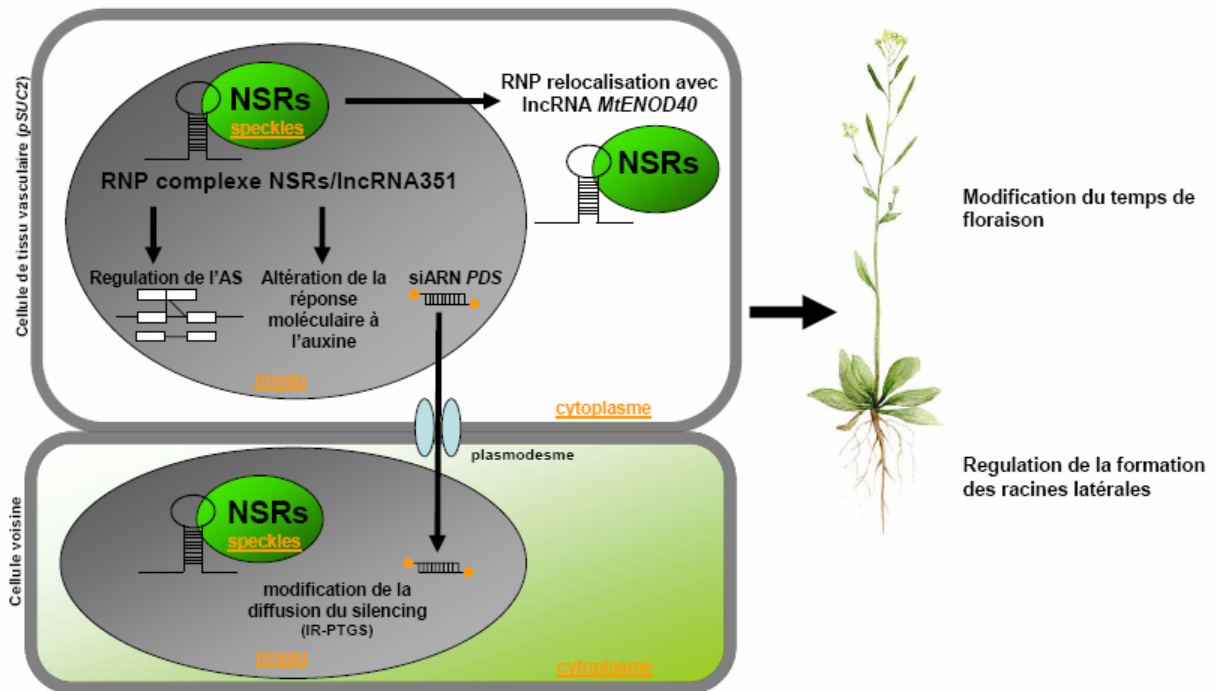 Cellule de tissu vasculaire (pSUC2)
NSRs
speckles
RNP complexe NSRs/lncRNA351
RNP relocalisation avec
lncRNA MtENOD40
NSRs
Regulation de l'AS
Altération de la
réponse
moléculaire à
l'auxine
siARN PDS
noyau
cytoplasme
plasmodesme
Cellule voisine
NSRs
speckles
modification de la
diffusion du silencing
(IR-PTGS)
noyau
cytoplasme
Modification du temps de
floraison
Regulation de la formation
des racines latérales